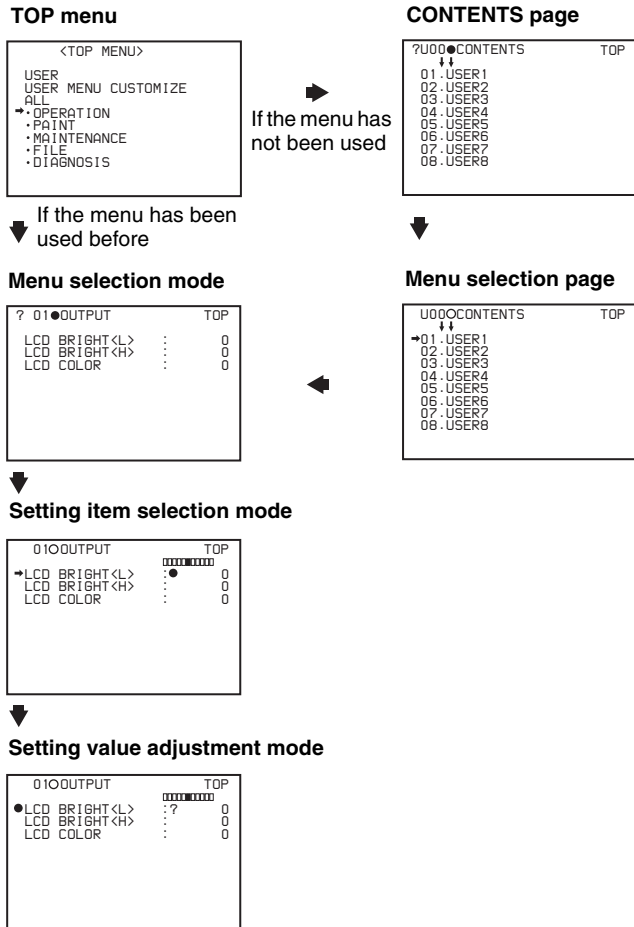 TOP menu
<TOP MENU>
USER
USER MENU CUSTOMIZE
ALL
➡•OPERATION
•PAINT
•MAINTENANCE
•FILE
•DIAGNOSIS
If the menu has
not been used
CONTENTS page
?U00●CONTENTS TOP
01.USER1
02.USER2
03.USER3
04.USER4
05.USER5
06.USER6
07.USER7
08.USER8
If the menu has been
used before
Menu selection mode
? 01●OUTPUT TOP
LCD BRIGHT<L> : 0
LCD BRIGHT<H> : 0
LCD COLOR : 0
Menu selection page
U00○CONTENTS TOP
➡01.USER1
02.USER2
03.USER3
04.USER4
05.USER5
06.USER6
07.USER7
08.USER8
Setting item selection mode
01○OUTPUT TOP
➡LCD BRIGHT<L> :● 0
LCD BRIGHT<H> : 0
LCD COLOR : 0
Setting value adjustment mode
01○OUTPUT TOP
●LCD BRIGHT<L> :? 0
LCD BRIGHT<H> : 0
LCD COLOR : 0